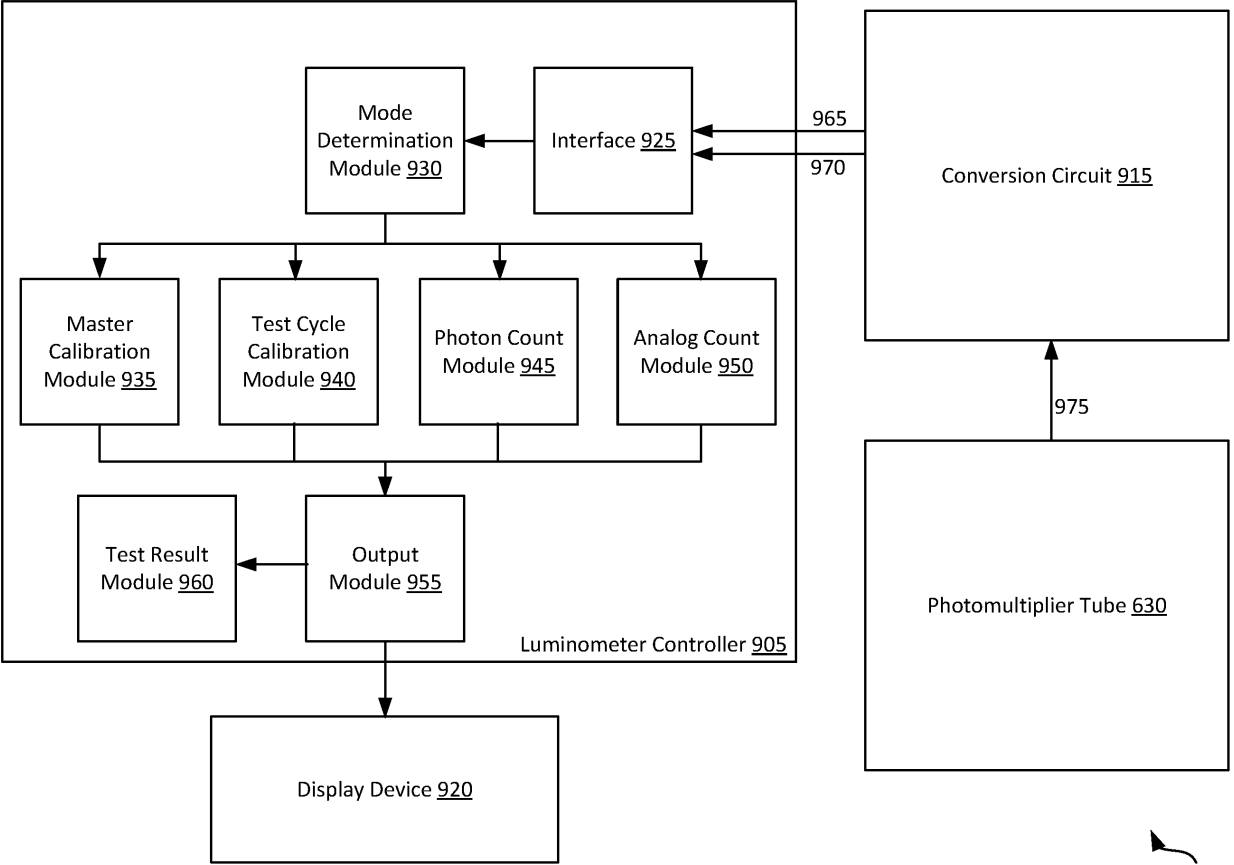 Mode
Determination
Module 930
Interface 925
965
970
Conversion Circuit 915
Master
Calibration
Module 935
Test Cycle
Calibration
Module 940
Photon Count
Module 945
Analog Count
Module 950
975
Test Result
Module 960
Output
Module 955
Photomultiplier Tube 630
Luminometer Controller 905
Display Device 920